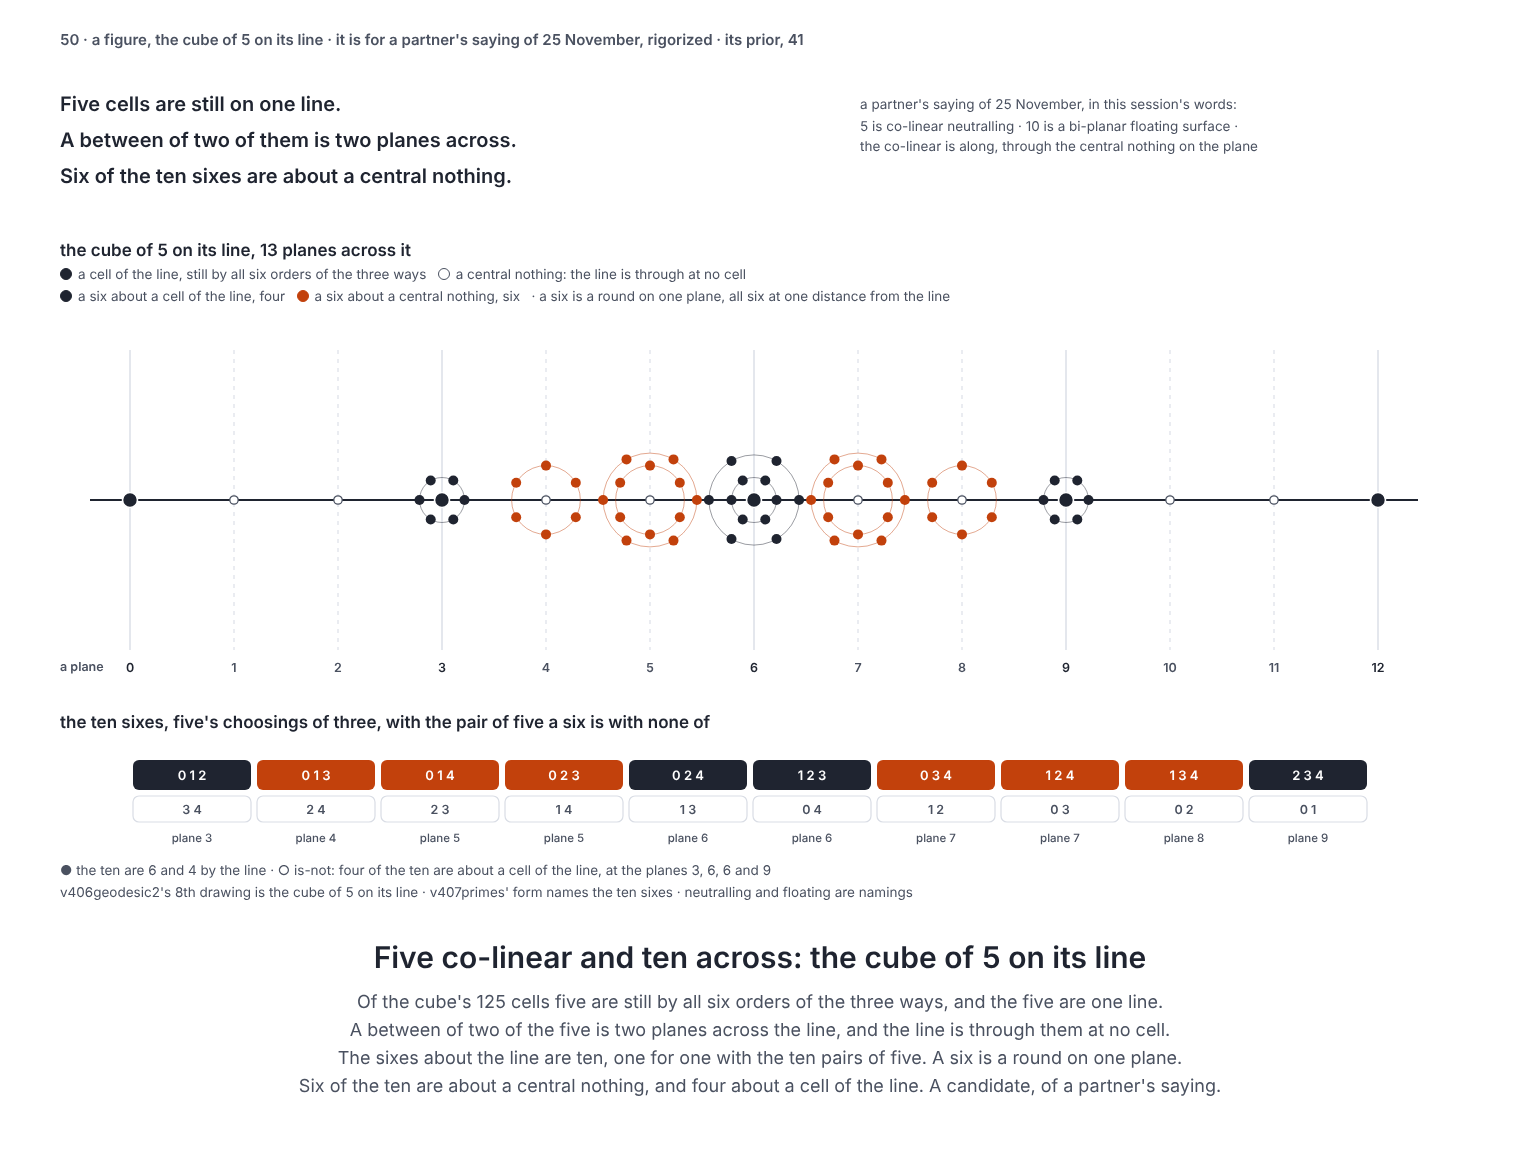 50 · a figure, the cube of 5 on its line · it is for a partner's saying of 25 November, rigorized · its prior, 41
Five cells are still on one line.
A between of two of them is two planes across.
Six of the ten sixes are about a central nothing.
a partner's saying of 25 November, in this session's words:
5 is co-linear neutralling · 10 is a bi-planar floating surface ·
the co-linear is along, through the central nothing on the plane
the cube of 5 on its line, 13 planes across it
a cell of the line, still by all six orders of the three ways
a central nothing: the line is through at no cell
a six about a cell of the line, four
a six about a central nothing, six
· a six is a round on one plane, all six at one distance from the line
a plane 0 1 2 3 4 5 6 7 8 9 10 11 12
the ten sixes, five's choosings of three, with the pair of five a six is with none of
0 1 2 0 1 3 0 1 4 0 2 3 0 2 4 1 2 3 0 3 4 1 2 4 1 3 4 2 3 4
3 4 2 4 2 3 1 4 1 3 0 4 1 2 0 3 0 2 0 1
plane 3 plane 4 plane 5 plane 5 plane 6 plane 6 plane 7 plane 7 plane 8 plane 9
● the ten are 6 and 4 by the line · ○ is-not: four of the ten are about a cell of the line, at the planes 3, 6, 6 and 9
v406geodesic2's 8th drawing is the cube of 5 on its line · v407primes' form names the ten sixes · neutralling and floating are namings
Five co-linear and ten across: the cube of 5 on its line
Of the cube's 125 cells five are still by all six orders of the three ways, and the five are one line.
A between of two of the five is two planes across the line, and the line is through them at no cell.
The sixes about the line are ten, one for one with the ten pairs of five. A six is a round on one plane.
Six of the ten are about a central nothing, and four about a cell of the line. A candidate, of a partner's saying.